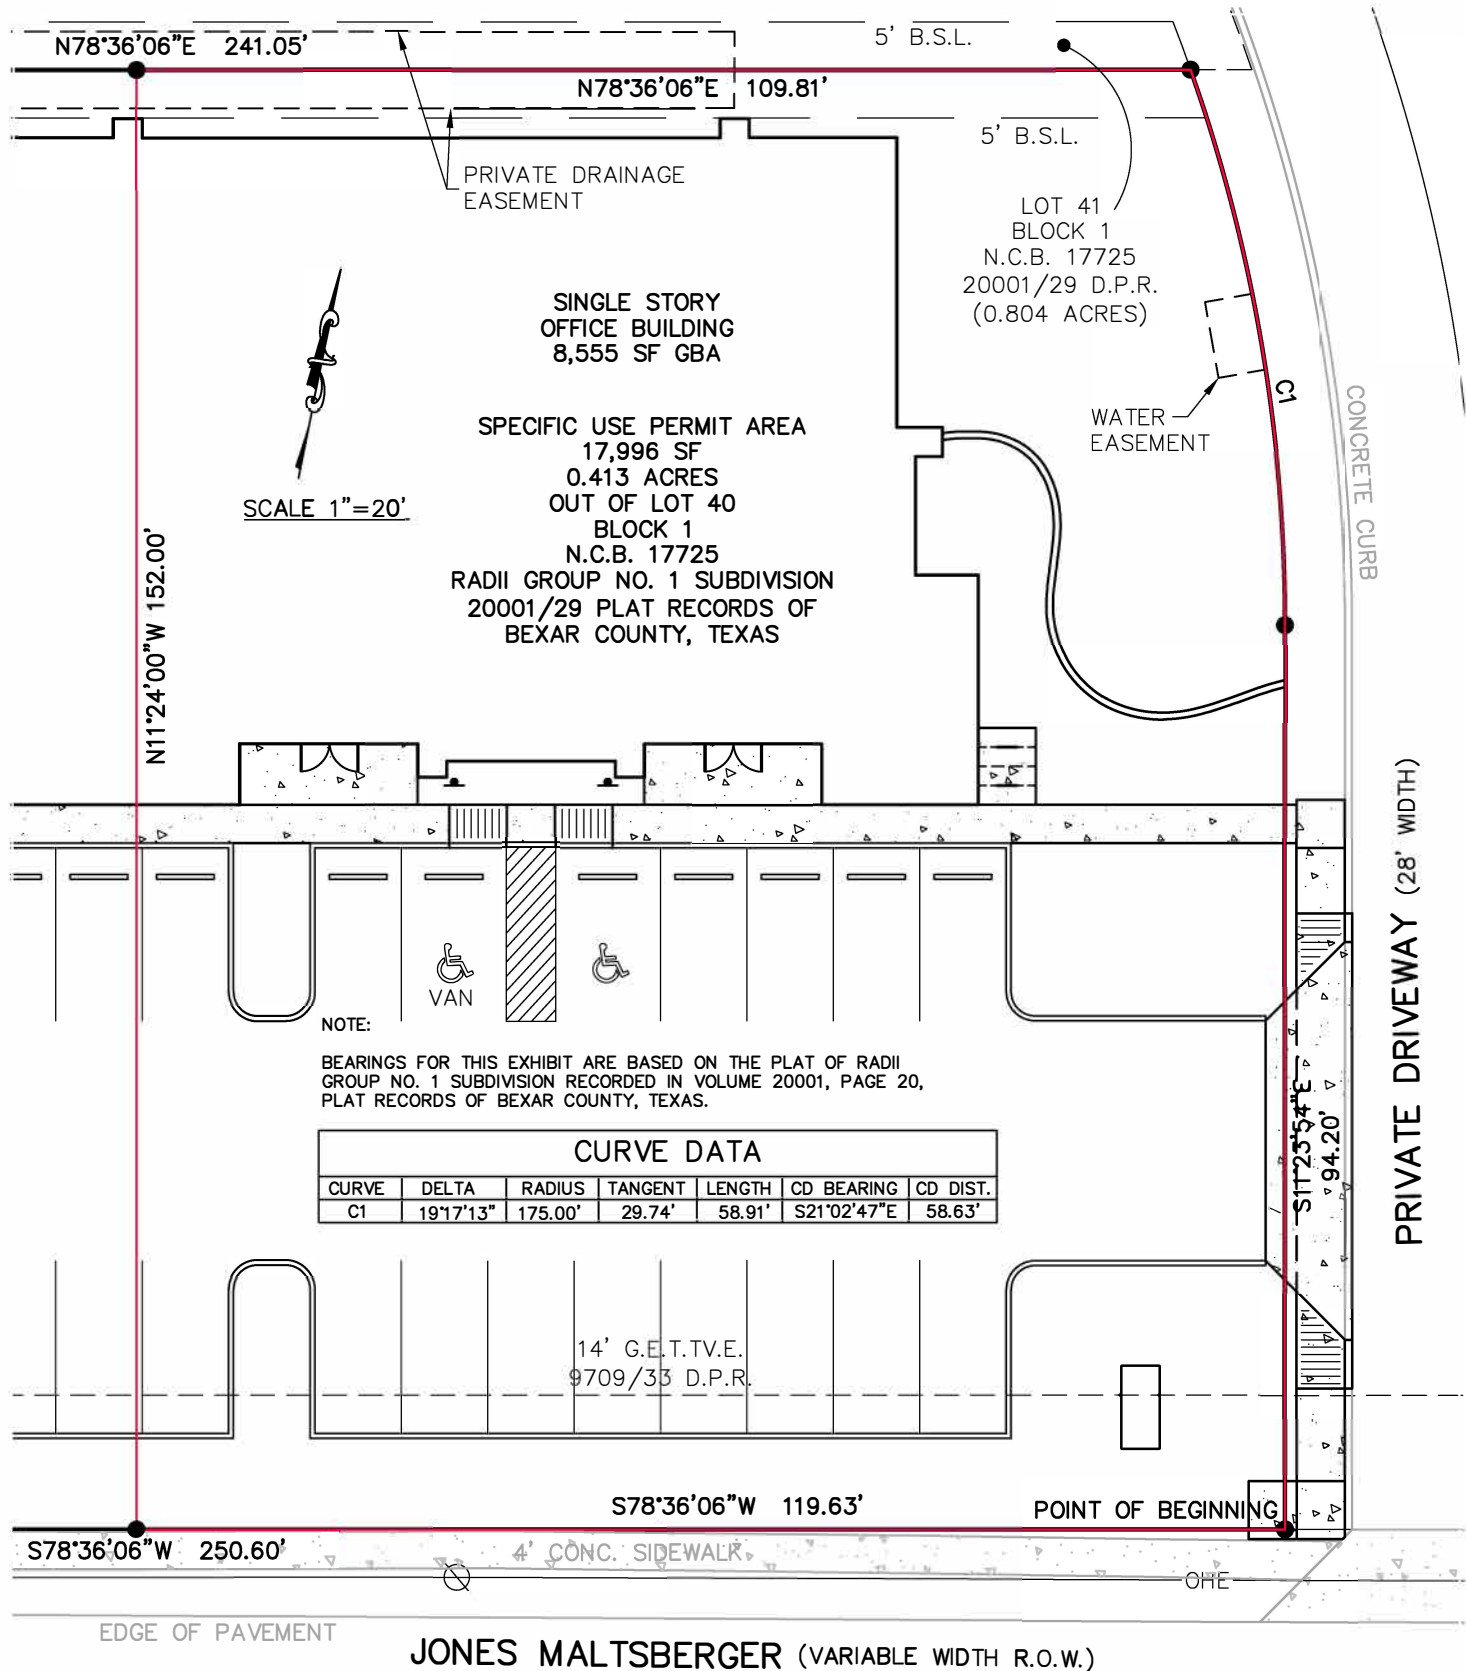 5' B.S.L.
N78°36'06"E 241.05'
N78°36'06"E 109.81'
5' B.S.L.
PRIVATE DRAINAGE
EASEMENT
LOT 41
BLOCK 1
N.C.B. 17725
20001/29 D.P.R.
(0.804 ACRES)
SINGLE STORY
OFFICE BUILDING
8,555 SF GBA
C1
WATER
EASEMENT
CONCRETE CURB
SPECIFIC USE PERMIT AREA
17,996 SF
0.413 ACRES
OUT OF LOT 40
BLOCK 1
N.C.B. 17725
RADII GROUP NO. 1 SUBDIVISION
20001/29 PLAT RECORDS OF
BEXAR COUNTY, TEXAS
SCALE 1"=20'
N11°24'00"W 152.00'
PRIVATE DRIVEWAY (28' WIDTH)
VAN
NOTE:
BEARINGS FOR THIS EXHIBIT ARE BASED ON THE PLAT OF RADII
GROUP NO. 1 SUBDIVISION RECORDED IN VOLUME 20001, PAGE 20,
PLAT RECORDS OF BEXAR COUNTY, TEXAS.
S11°23'54"E
94.20'
CURVE DATA
CURVE DELTA RADIUS TANGENT LENGTH CD BEARING CD DIST.
C1 19°17'13" 175.00' 29.74' 58.91' S21°02'47"E 58.63'
14' G.E.T.TV.E.
9709/33 D.P.R.
S78°36'06"W 119.63'
POINT OF BEGINNING
S78°36'06"W 250.60'
4' CONC. SIDEWALK
OHE
EDGE OF PAVEMENT
JONES MALTSBERGER (VARIABLE WIDTH R.O.W.)